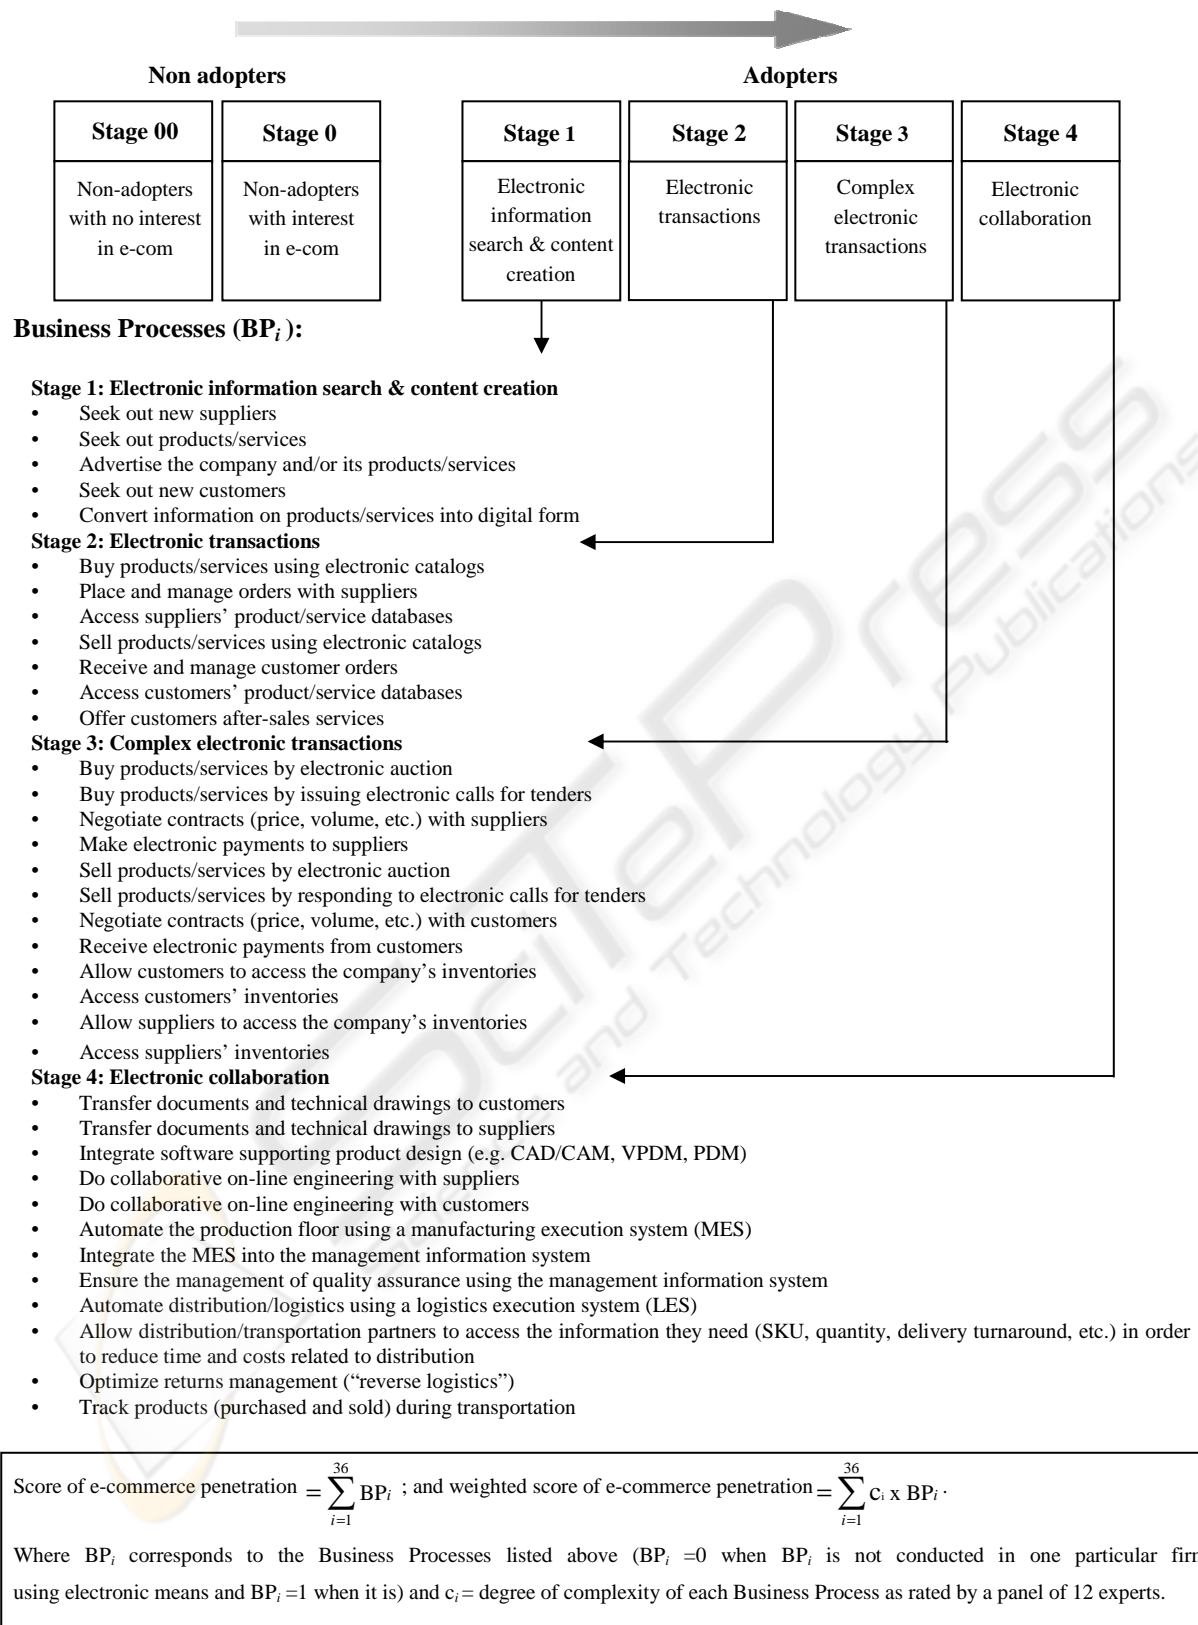 Non adopters
Adopters
Stage 00
Stage 0
Stage 1
Stage 2
Stage 3
Stage 4
Non-adopters
with no interest
in e-com
Non-adopters
with interest
in e-com
Electronic
information
search & content
creation
Electronic
transactions
Complex
electronic
transactions
Electronic
collaboration
Business Processes (BPi ):
Stage 1: Electronic information search & content creation
• Seek out new suppliers
• Seek out products/services
• Advertise the company and/or its products/services
• Seek out new customers
• Convert information on products/services into digital form
Stage 2: Electronic transactions
• Buy products/services using electronic catalogs
• Place and manage orders with suppliers
• Access suppliers’ product/service databases
• Sell products/services using electronic catalogs
• Receive and manage customer orders
• Access customers’ product/service databases
• Offer customers after-sales services
Stage 3: Complex electronic transactions
• Buy products/services by electronic auction
• Buy products/services by issuing electronic calls for tenders
• Negotiate contracts (price, volume, etc.) with suppliers
• Make electronic payments to suppliers
• Sell products/services by electronic auction
• Sell products/services by responding to electronic calls for tenders
• Negotiate contracts (price, volume, etc.) with customers
• Receive electronic payments from customers
• Allow customers to access the company’s inventories
• Access customers’ inventories
• Allow suppliers to access the company’s inventories
• Access suppliers’ inventories
Stage 4: Electronic collaboration
• Transfer documents and technical drawings to customers
• Transfer documents and technical drawings to suppliers
• Integrate software supporting product design (e.g. CAD/CAM, VPDM, PDM)
• Do collaborative on-line engineering with suppliers
• Do collaborative on-line engineering with customers
• Automate the production floor using a manufacturing execution system (MES)
• Integrate the MES into the management information system
• Ensure the management of quality assurance using the management information system
• Automate distribution/logistics using a logistics execution system (LES)
• Allow distribution/transportation partners to access the information they need (SKU, quantity, delivery turnaround, etc.) in order
to reduce time and costs related to distribution
• Optimize returns management (“reverse logistics”)
• Track products (purchased and sold) during transportation
Score of e-commerce penetration = ∑_{i=1}^{36} BPi ; and weighted score of e-commerce penetration = ∑_{i=1}^{36} ci x BPi .
Where BPi corresponds to the Business Processes listed above (BPi =0 when BPi is not conducted in one particular firm
using electronic means and BPi =1 when it is) and ci = degree of complexity of each Business Process as rated by a panel of 12 experts.
SciTePress
Science and Technology Publications